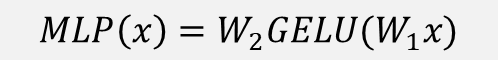 MLP(x) = W₂GELU(W₁x)